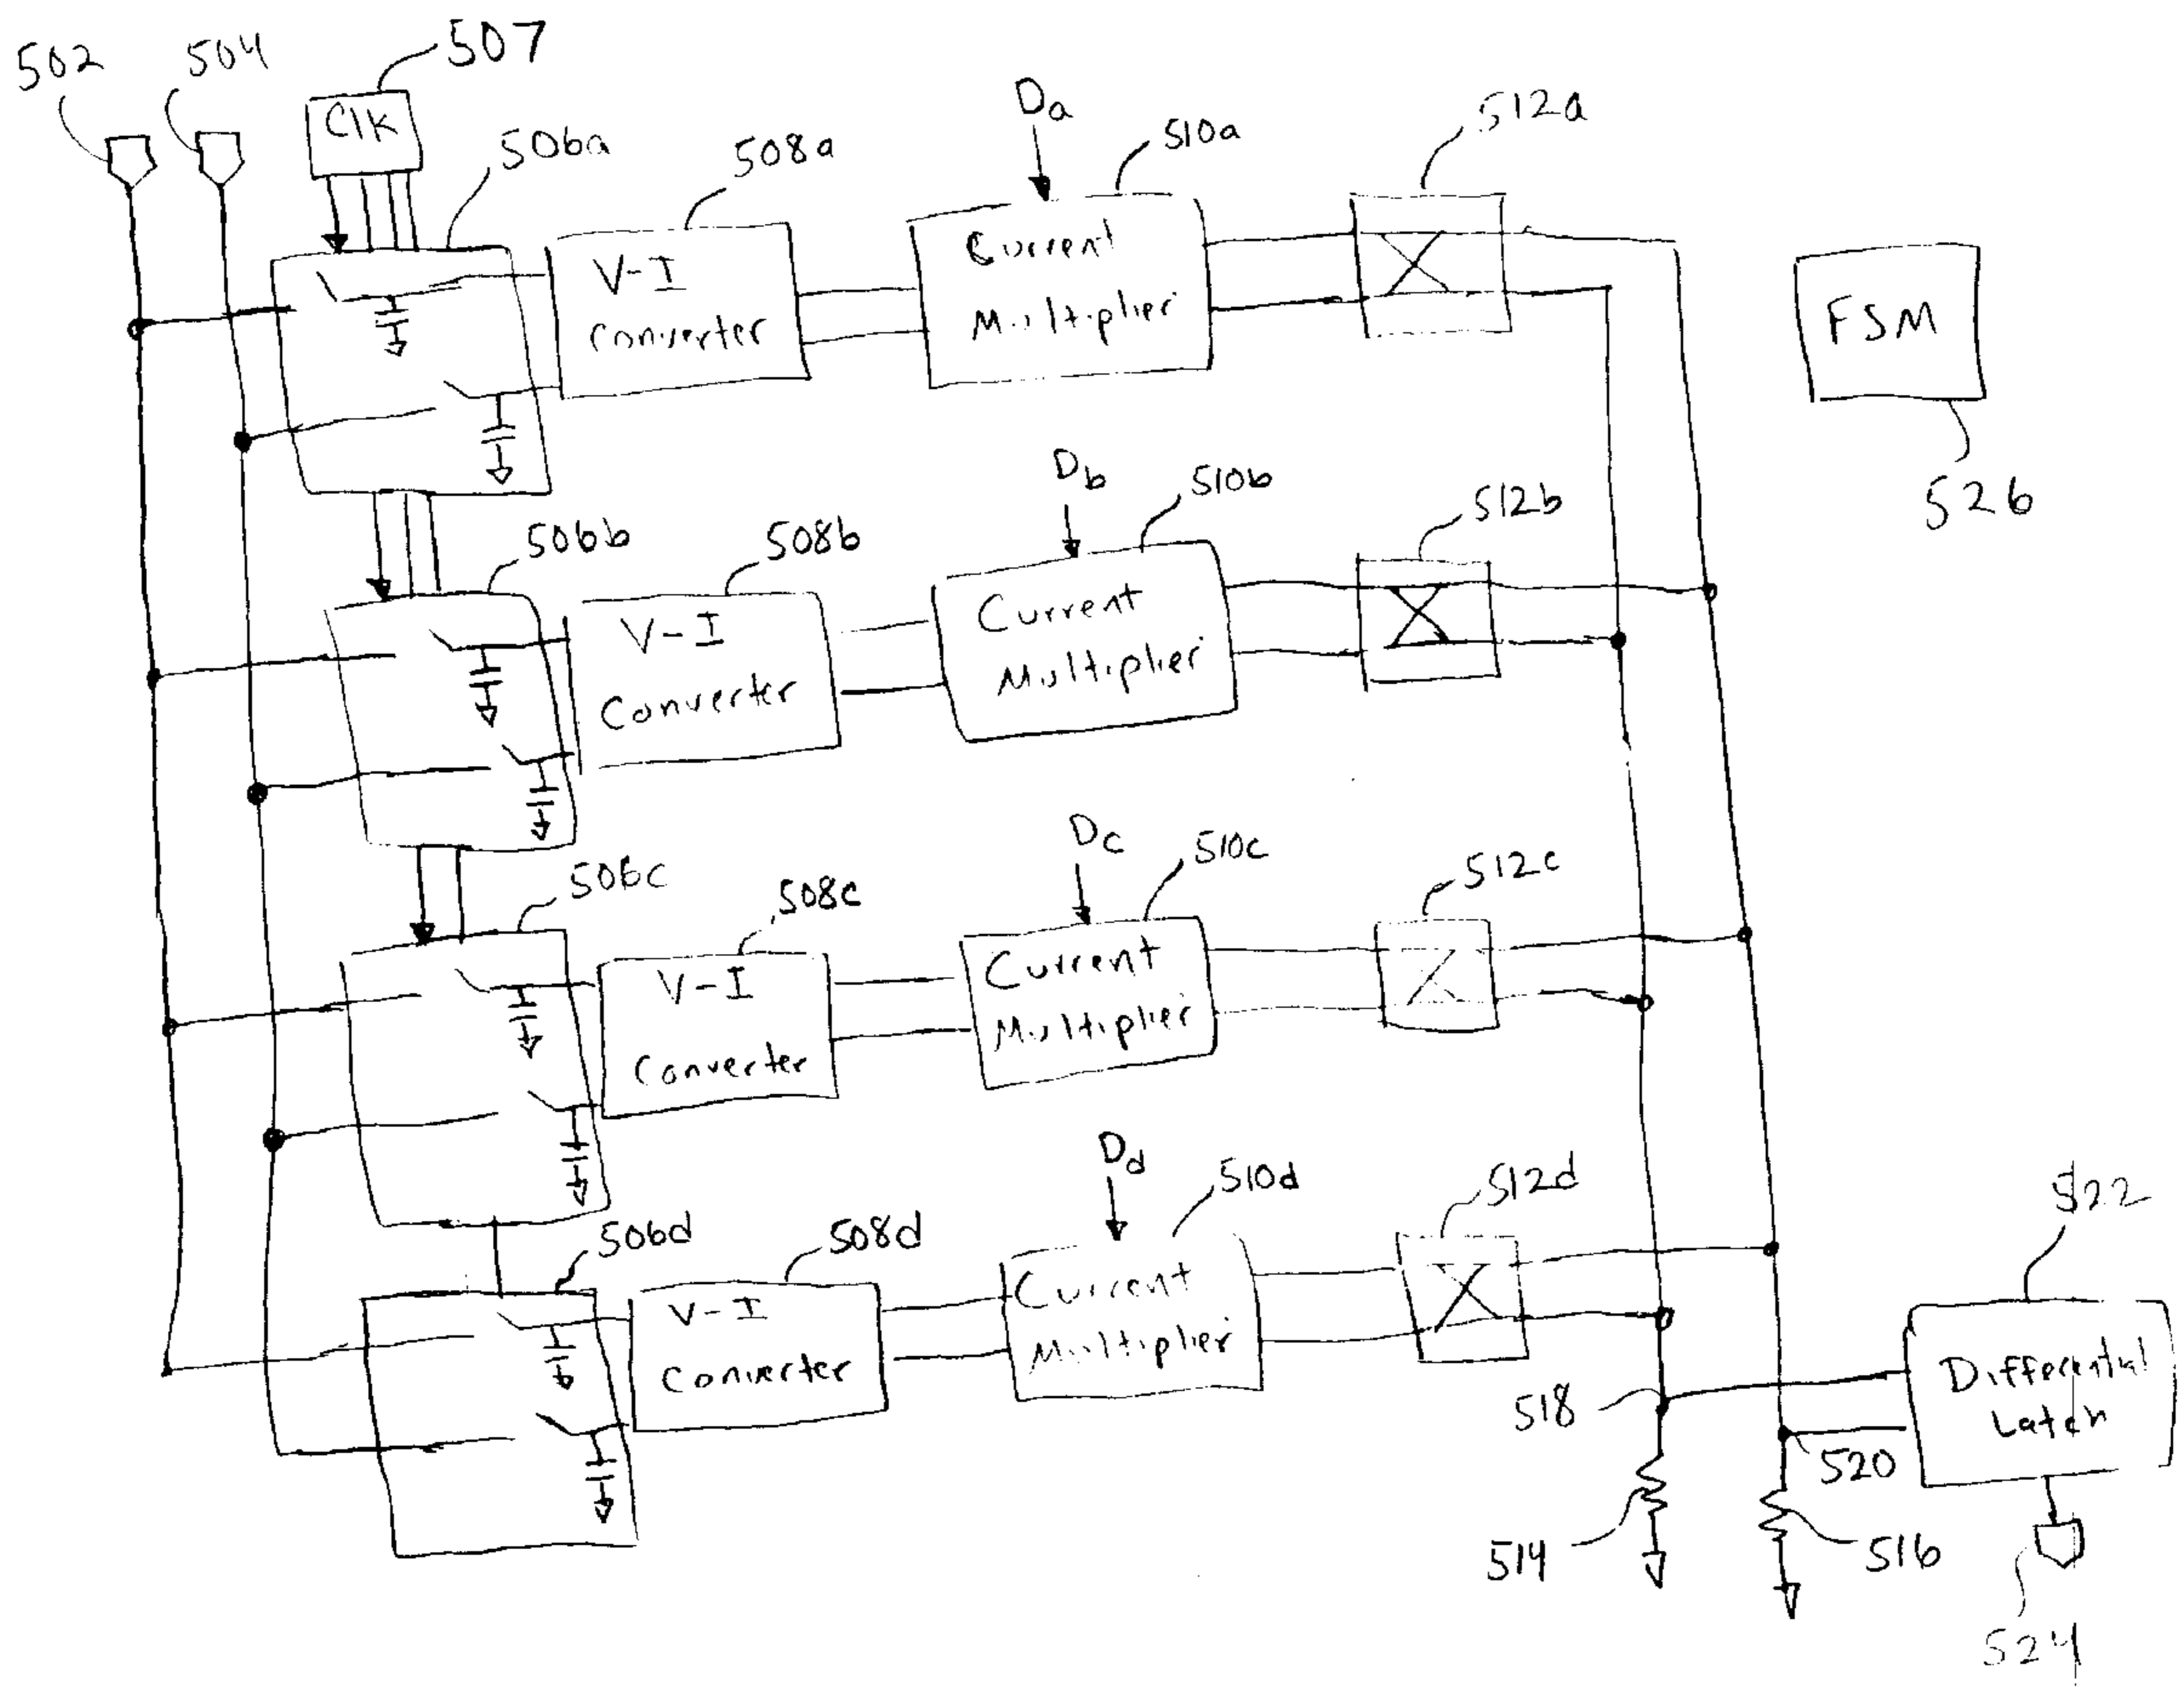 502
504
507
Clk
506a
508a
Da
510a
512a
V-I
Converter
Current
Multiplier
FSM
526
506b
508b
Db
510b
512b
V-I
Converter
Current
Multiplier
506c
508c
Dc
510c
512c
V-I
Converter
Current
Multiplier
506d
508d
Dd
510d
512d
V-I
Converter
Current
Multiplier
522
Differential
Latch
518
520
514
516
524